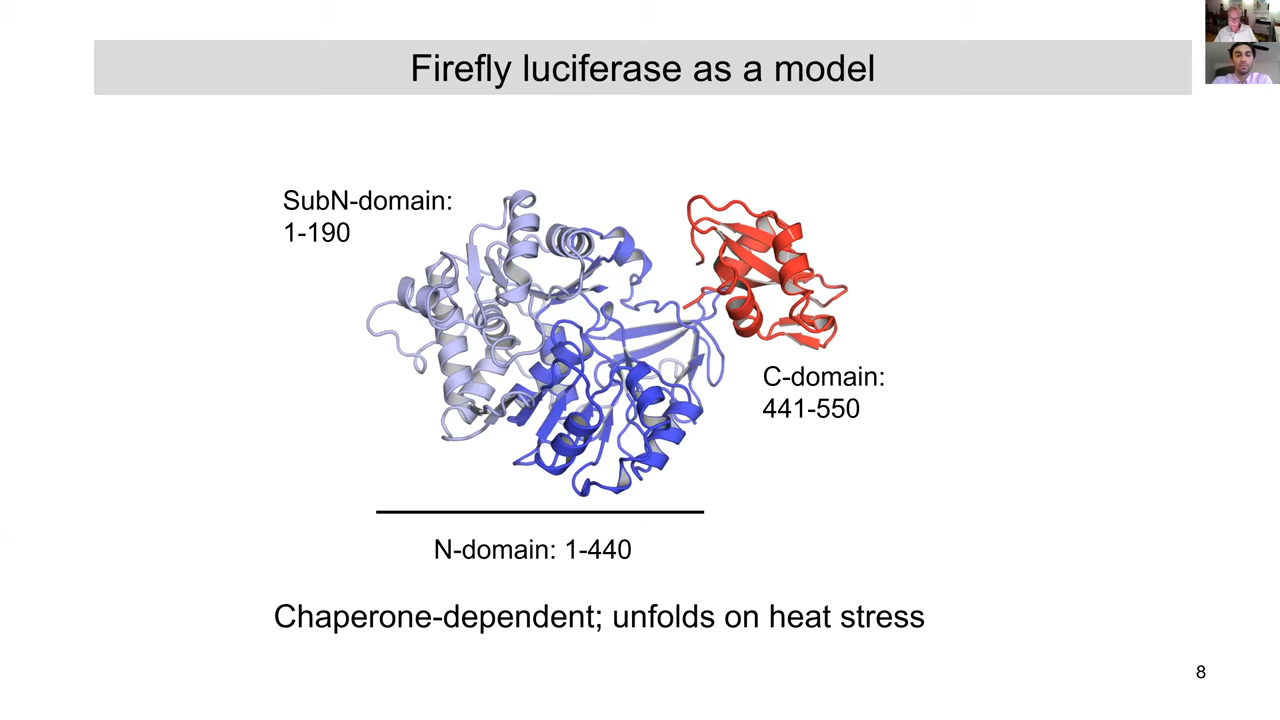 Firefly luciferase as a model
SubN-domain:
1-190
C-domain:
441-550
N-domain: 1-440
Chaperone-dependent; unfolds on heat stress
8